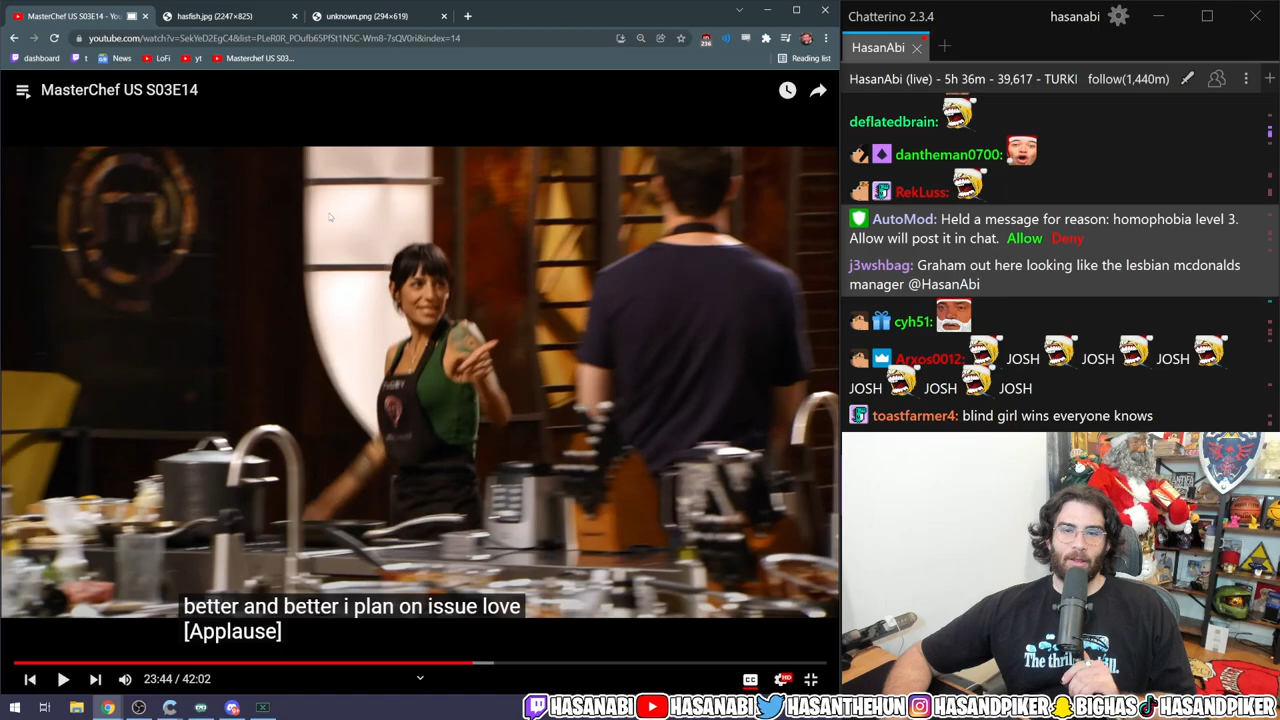 MasterChef US S03E14 - You
hasfish.jpg (2247×825)
unknown.png (294×619)
youtube.com/watch?v=SekYeD2EgC4&list=PLeR0R_POufb65PfSt1N5C-Wm8-7sQV0ri&index=14
236
dashboard
t
News
LoFi
yt
Masterchef US S03...
Reading list
MasterChef US S03E14
better and better i plan on issue love
[Applause]
23:44 / 42:02
CC
HD
Chatterino 2.3.4
hasanabi
HasanAbi
HasanAbi (live) - 5h 36m - 39,617 - TURKI
follow(1,440m)
deflatedbrain:
dantheman0700:
RekLuss:
AutoMod: Held a message for reason: homophobia level 3.
Allow will post it in chat. Allow Deny
j3wshbag: Graham out here looking like the lesbian mcdonalds
manager @HasanAbi
cyh51:
Arxos0012: JOSH JOSH JOSH
JOSH JOSH JOSH
toastfarmer4: blind girl wins everyone knows
The thrill
HASANABI HASANABI HASANTHEHUN HASANDPIKER BIGHAS HASANDPIKER